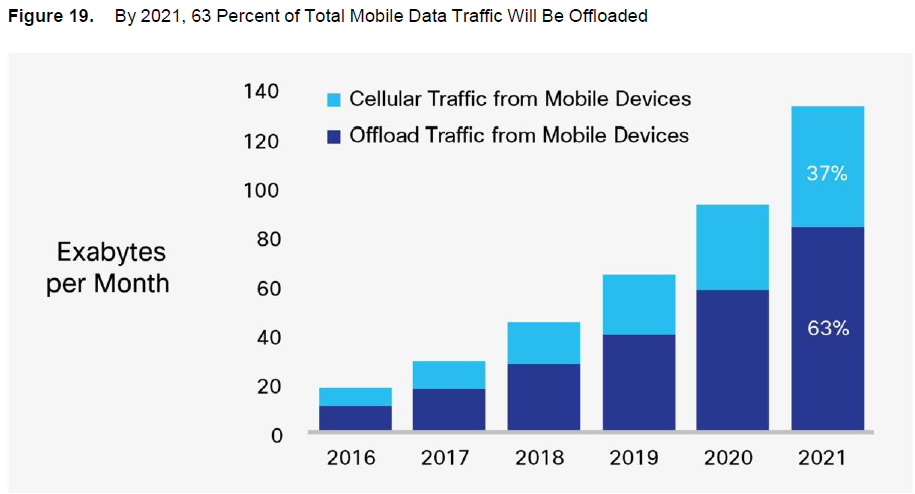 Figure 19. By 2021, 63 Percent of Total Mobile Data Traffic Will Be Offloaded
Cellular Traffic from Mobile Devices
Offload Traffic from Mobile Devices
Exabytes
per Month
140
120
100
80
60
40
20
0
37%
63%
2016 2017 2018 2019 2020 2021